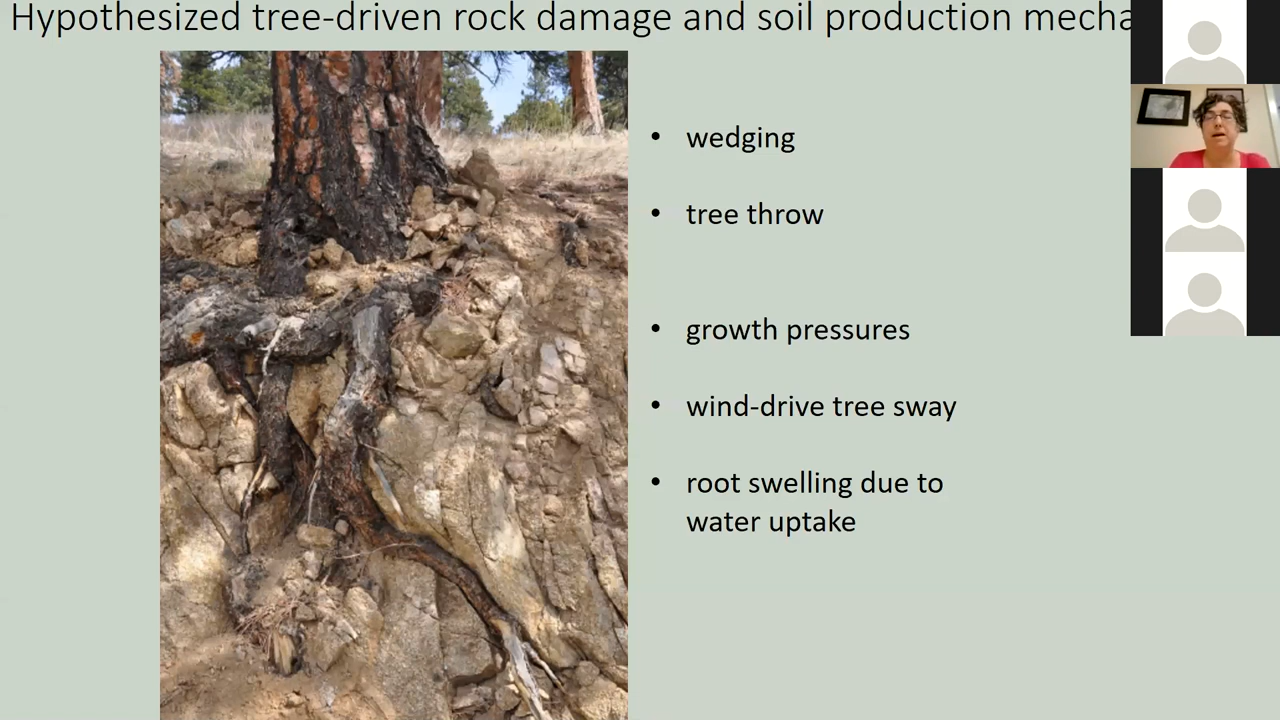 Hypothesized tree-driven rock damage and soil production mecha
• wedging
• tree throw
• growth pressures
• wind-drive tree sway
• root swelling due to
water uptake